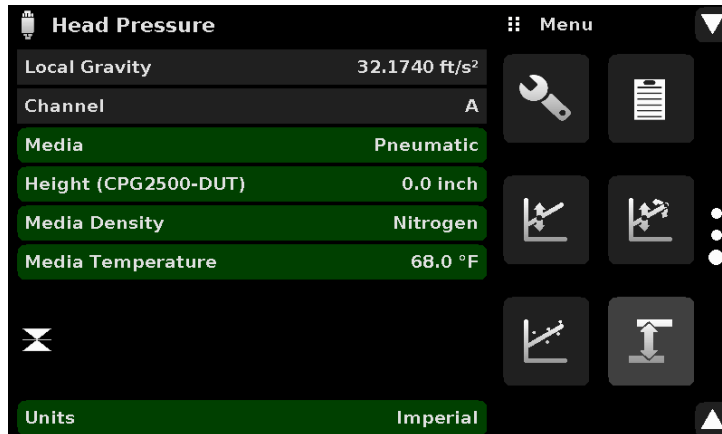 Head Pressure
Menu
Local Gravity 32.1740 ft/s²
Channel A
Media Pneumatic
Height (CPG2500-DUT) 0.0 inch
Media Density Nitrogen
Media Temperature 68.0 °F
Units Imperial